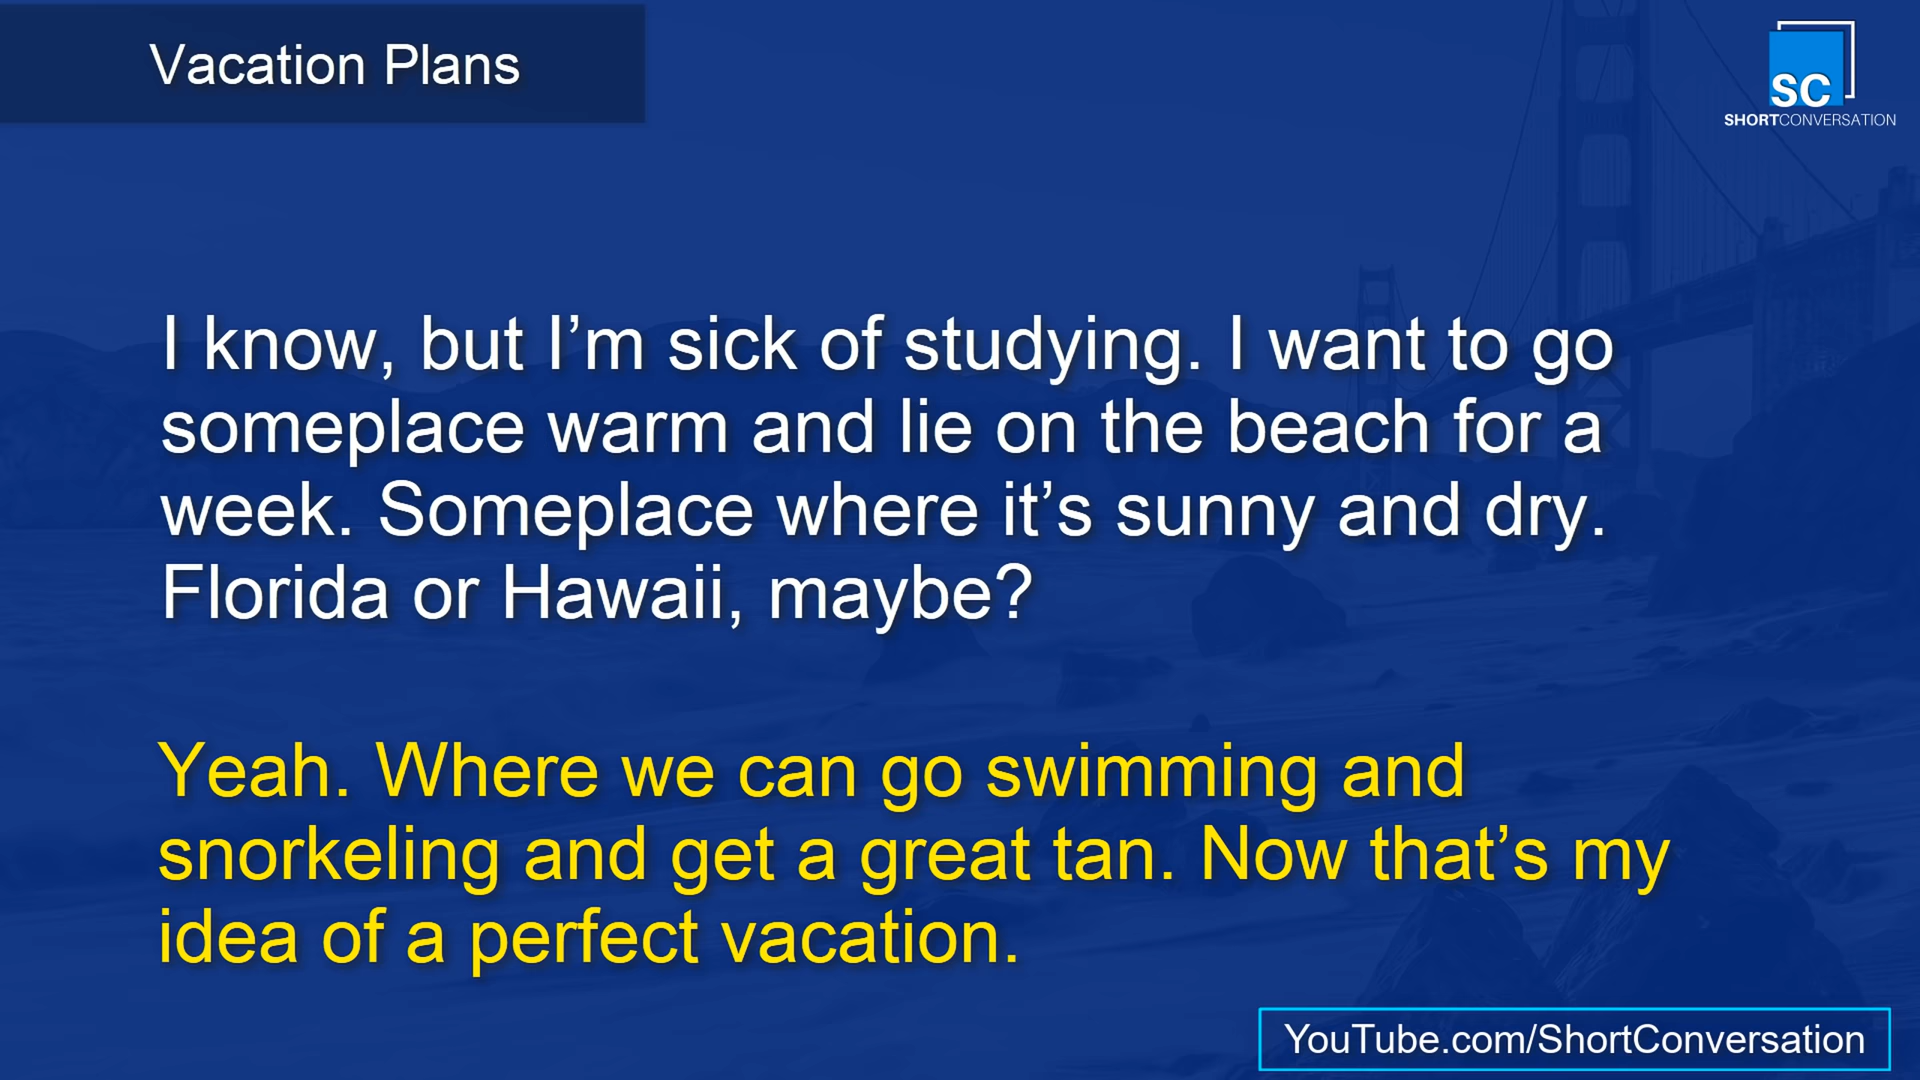 Vacation Plans
SC
SHORTCONVERSATION
I know, but I’m sick of studying. I want to go
someplace warm and lie on the beach for a
week. Someplace where it’s sunny and dry.
Florida or Hawaii, maybe?
Yeah. Where we can go swimming and
snorkeling and get a great tan. Now that’s my
idea of a perfect vacation.
YouTube.com/ShortConversation